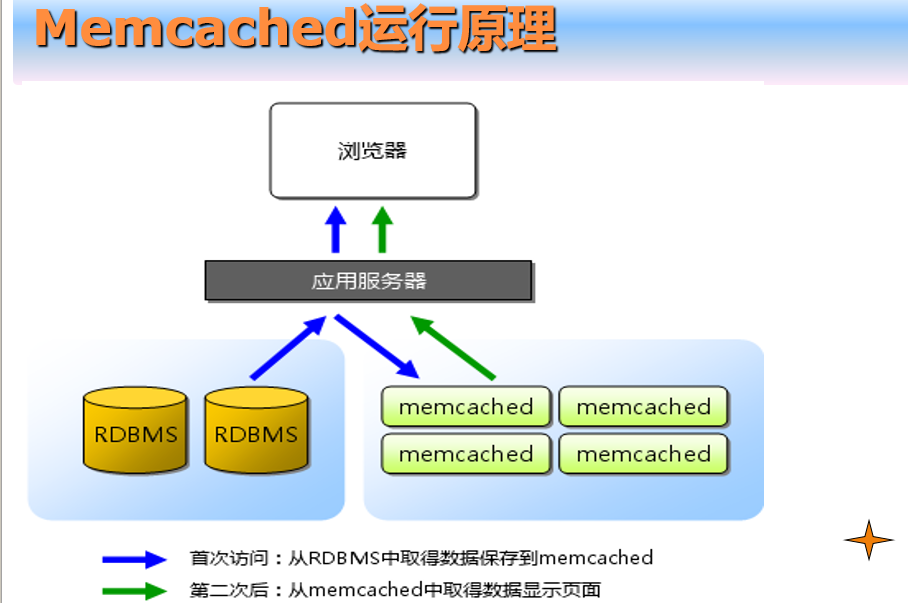 Memcached运行原理
浏览器
应用服务器
RDBMS RDBMS
memcached memcached
memcached memcached
首次访问：从RDBMS中取得数据保存到memcached
第二次后：从memcached中取得数据显示页面